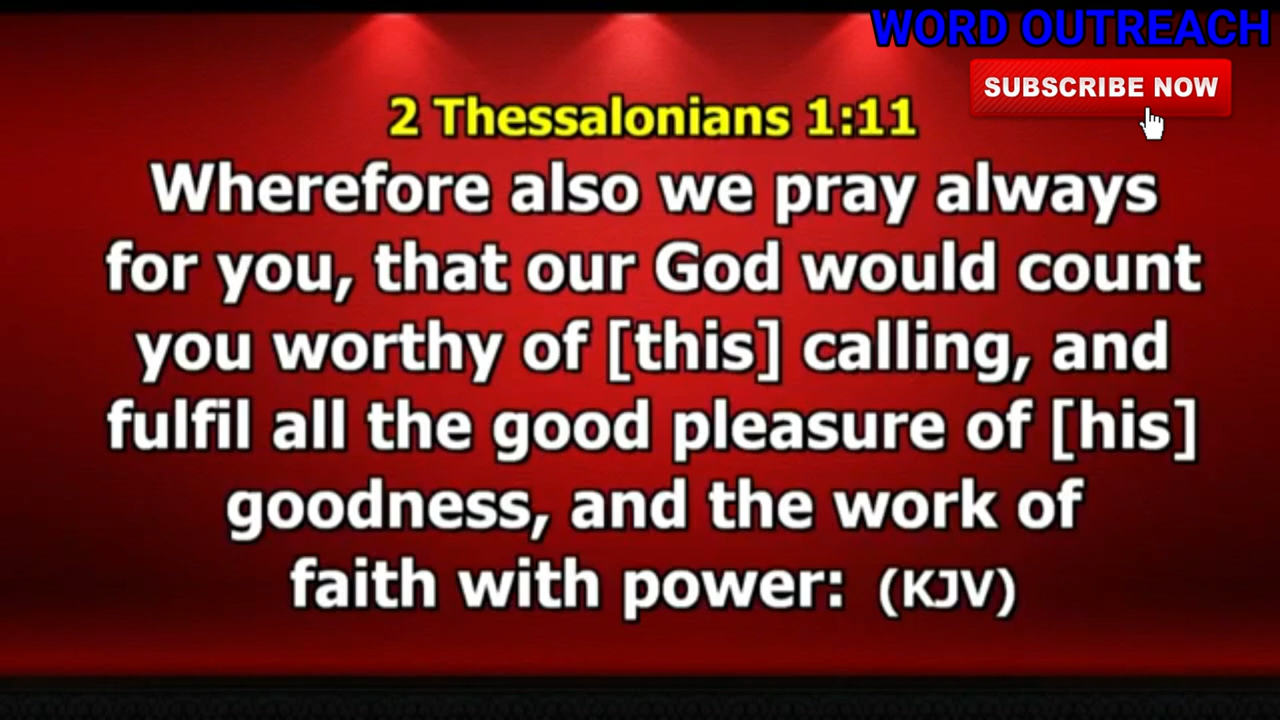 WORD OUTREACH
SUBSCRIBE NOW
2 Thessalonians 1:11
Wherefore also we pray always
for you, that our God would count
you worthy of [this] calling, and
fulfil all the good pleasure of [his]
goodness, and the work of
faith with power: (KJV)